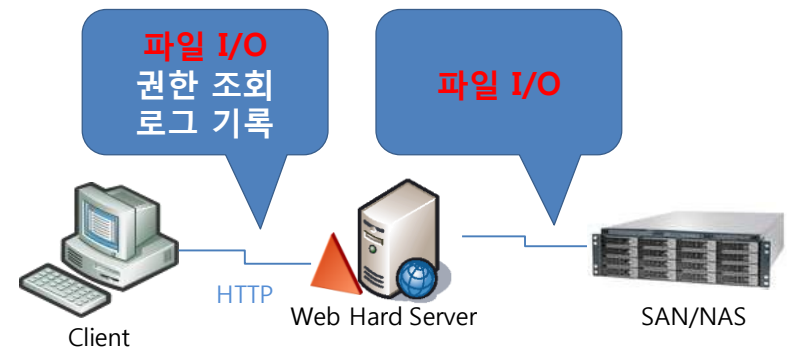 파일 I/O
권한 조회
로그 기록
파일 I/O
HTTP
Client
Web Hard Server
SAN/NAS